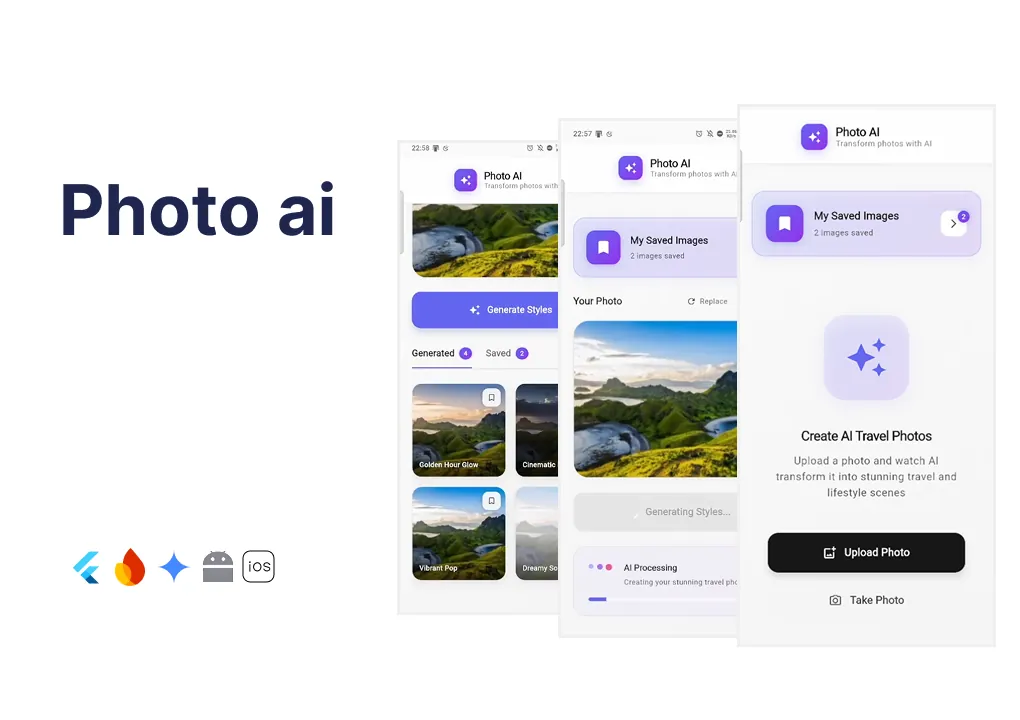 Photo ai
iOS
22:58
Photo AI
Transform photos with
Generate Styles
Generated 4 Saved 2
Golden Hour Glow
Cinematic
Vibrant Pop
Dreamy So
22:57
Photo AI
Transform photos with AI
My Saved Images
2 images saved
Your Photo
Replace
Generating Styles...
AI Processing
Creating your stunning travel pho
Photo AI
Transform photos with AI
My Saved Images
2 images saved
2
Create AI Travel Photos
Upload a photo and watch AI
transform it into stunning travel and
lifestyle scenes
Upload Photo
Take Photo